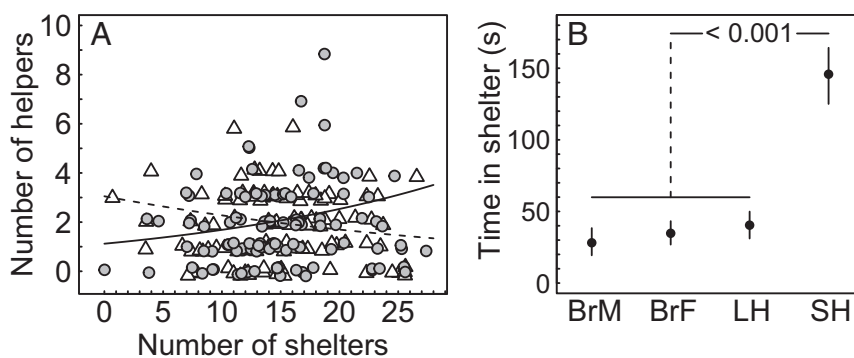 A
Number of helpers
10
8
6
4
2
0
0 5 10 15 20 25
Number of shelters
B
Time in shelter (s)
150
100
50
0
< 0.001
BrM BrF LH SH